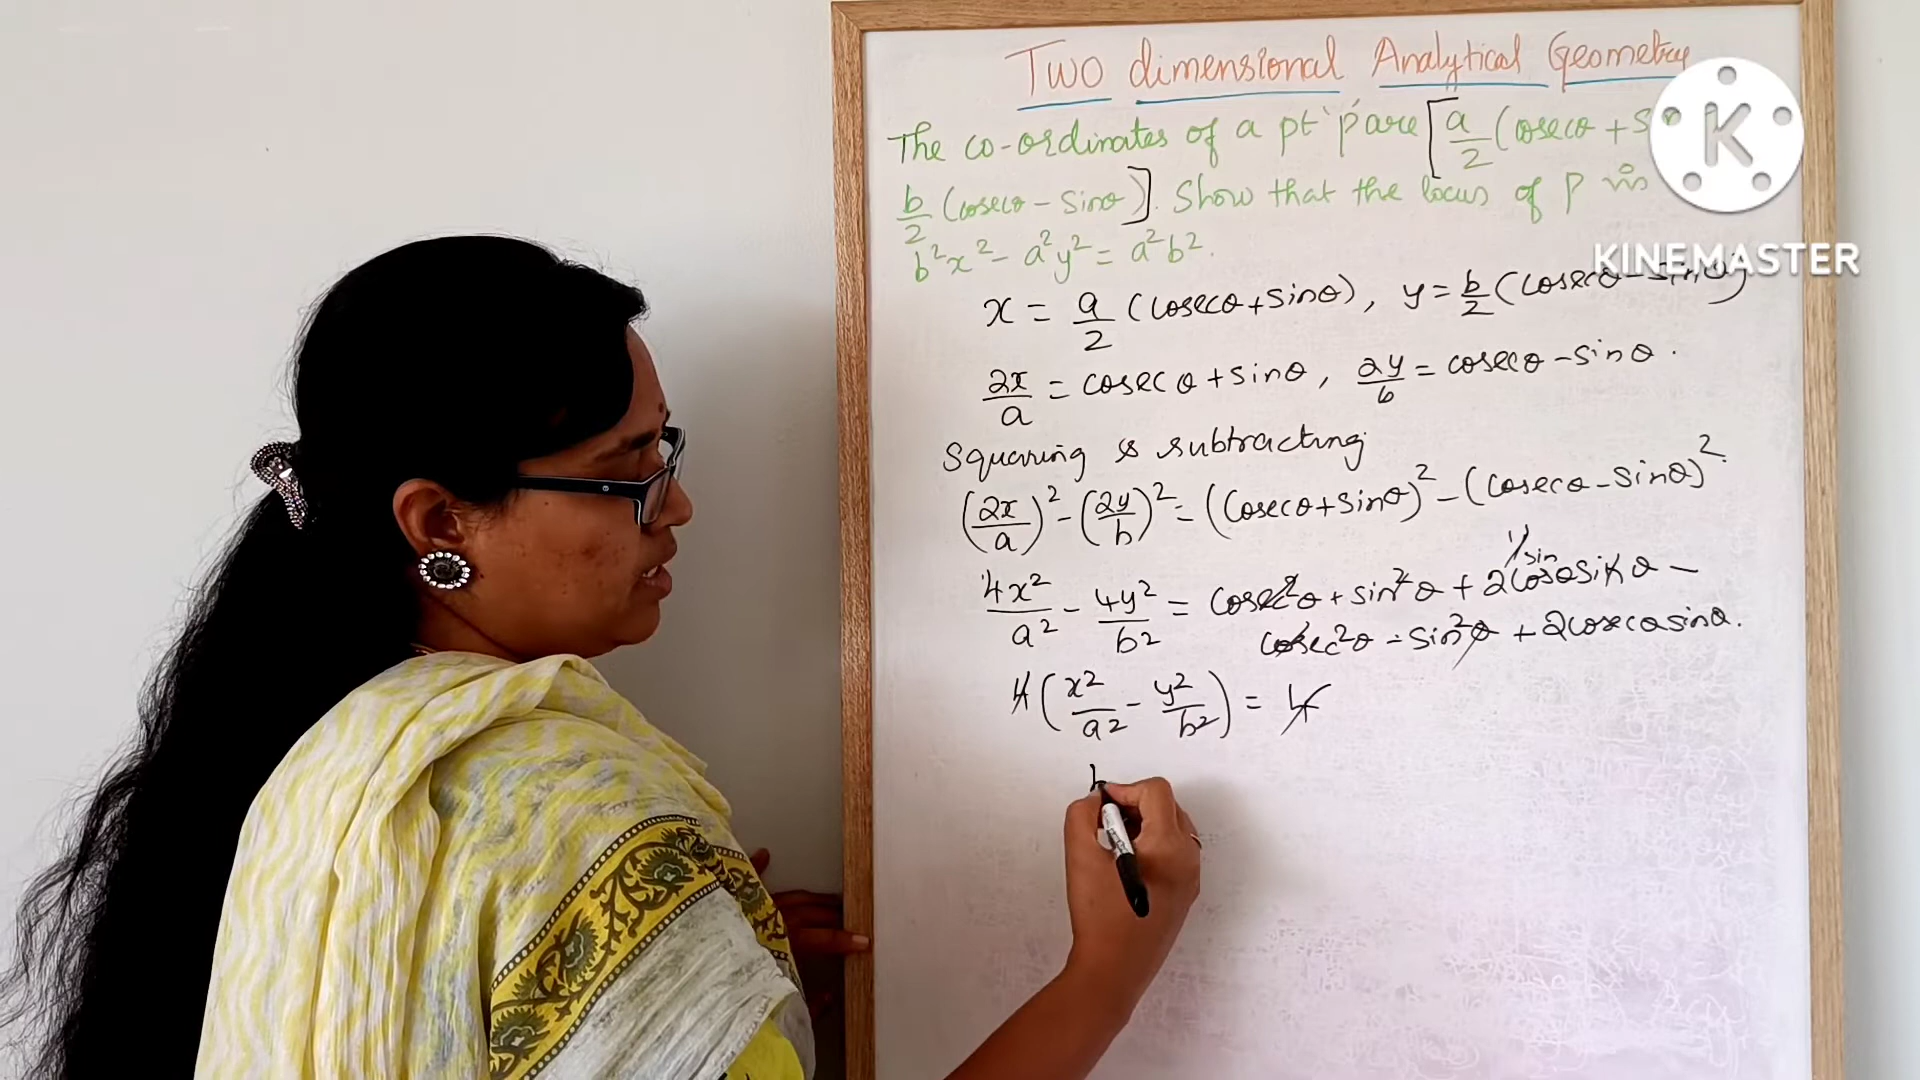 Two dimensional Analytical Geometry
The co-ordinates of a pt 'p' are [a/2 (cosecθ + S
b/2 (cosecθ - sinθ)]. Show that the locus of P is
b²x² - a²y² = a²b².
x = a/2 (cosecθ + sinθ), y = b/2 (cosecθ - sinθ)
2x/a = cosecθ + sinθ, 2y/b = cosecθ - sinθ.
Squaring & subtracting
(2x/a)² - (2y/b)² = (cosecθ + sinθ)² - (cosecθ - sinθ)².
1/sin
4x²/a² - 4y²/b² = cosec²θ + sin²θ + 2cosθsinθ -
cosec²θ - sin²θ + 2cosecθsinθ.
4(x²/a² - y²/b²) = 4
b
K
KINEMASTER